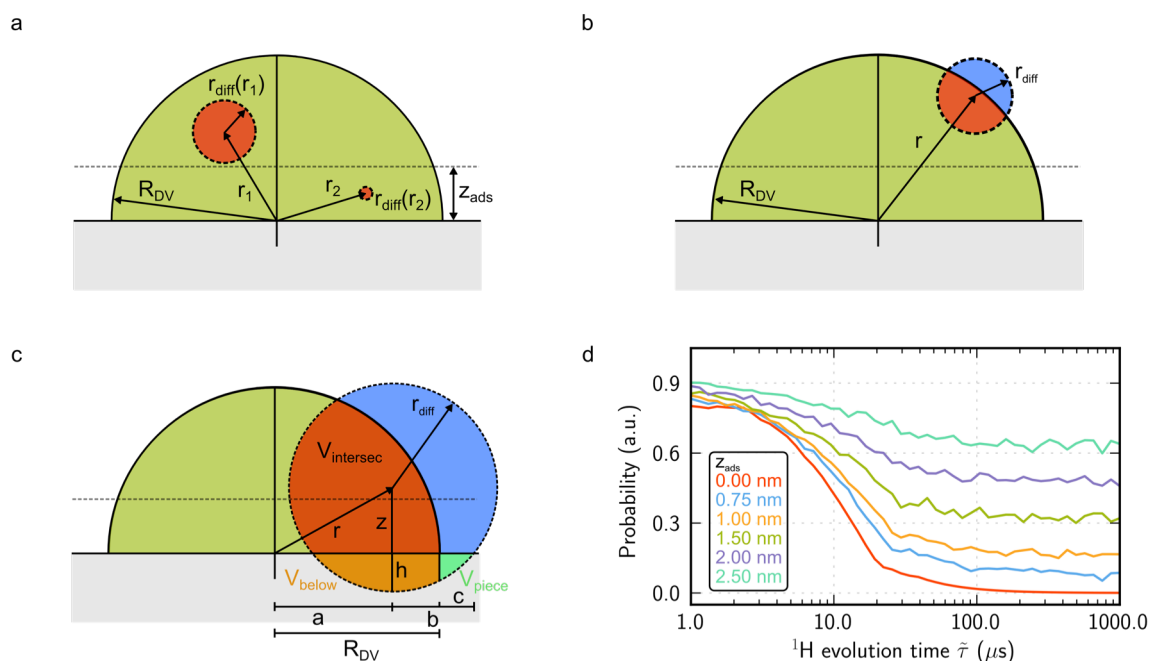 a
r_diff(r_1)
r_1
r_2
r_diff(r_2)
R_DV
z_ads
b
r_diff
r
R_DV
c
r_diff
V_intersec
r
z
h
V_below
V_piece
a
b
c
R_DV
d
Probability (a.u.)
0.9
0.6
0.3
0.0
z_ads
0.00 nm
0.75 nm
1.00 nm
1.50 nm
2.00 nm
2.50 nm
1.0 10.0 100.0 1000.0
¹H evolution time τ̃ (μs)